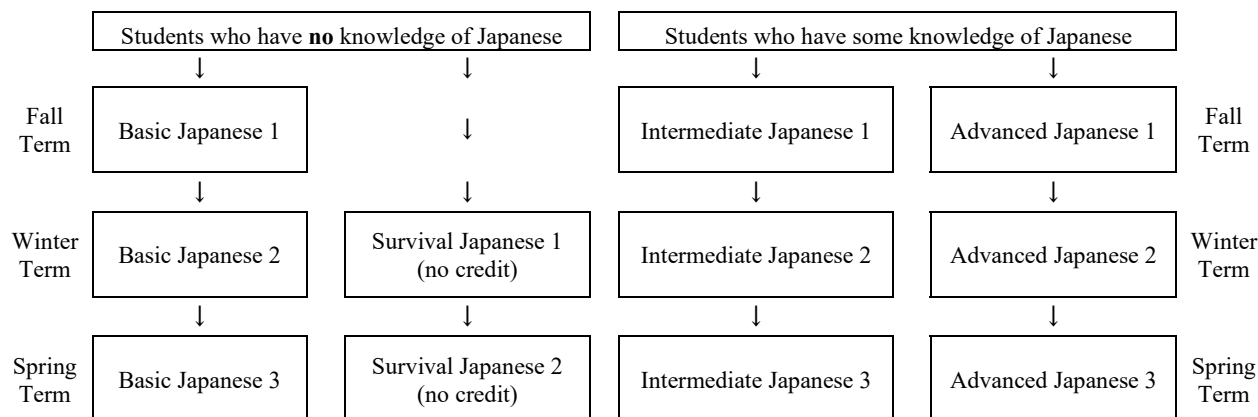 Students who have no knowledge of Japanese
Students who have some knowledge of Japanese
↓ ↓ ↓ ↓
Fall
Term
Basic Japanese 1
↓
Intermediate Japanese 1
Advanced Japanese 1
Fall
Term
↓ ↓ ↓ ↓
Winter
Term
Basic Japanese 2
Survival Japanese 1
(no credit)
Intermediate Japanese 2
Advanced Japanese 2
Winter
Term
↓ ↓ ↓ ↓
Spring
Term
Basic Japanese 3
Survival Japanese 2
(no credit)
Intermediate Japanese 3
Advanced Japanese 3
Spring
Term